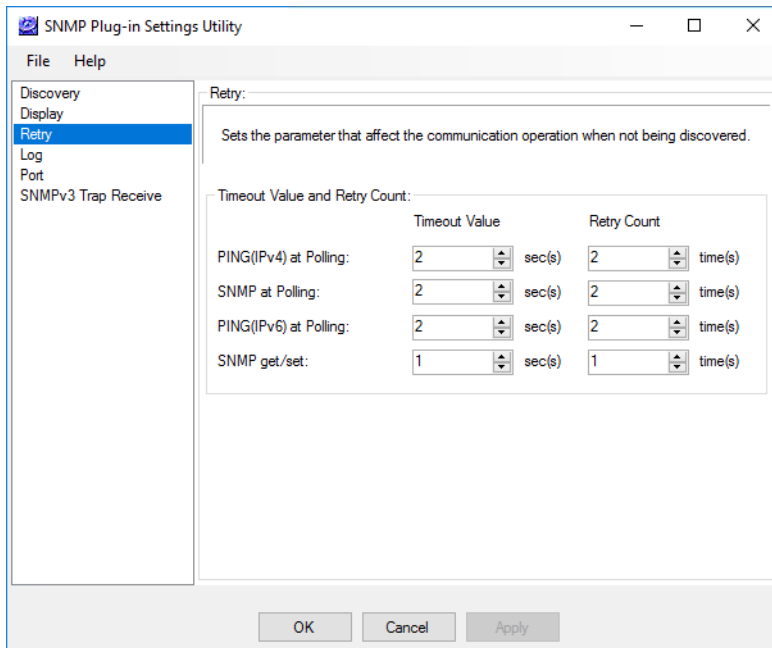 SNMP Plug-in Settings Utility
File Help
Discovery
Display
Retry
Log
Port
SNMPv3 Trap Receive
Retry:
Sets the parameter that affect the communication operation when not being discovered.
Timeout Value and Retry Count:
Timeout Value Retry Count
PING(IPv4) at Polling: 2 sec(s) 2 time(s)
SNMP at Polling: 2 sec(s) 2 time(s)
PING(IPv6) at Polling: 2 sec(s) 2 time(s)
SNMP get/set: 1 sec(s) 1 time(s)
OK Cancel Apply